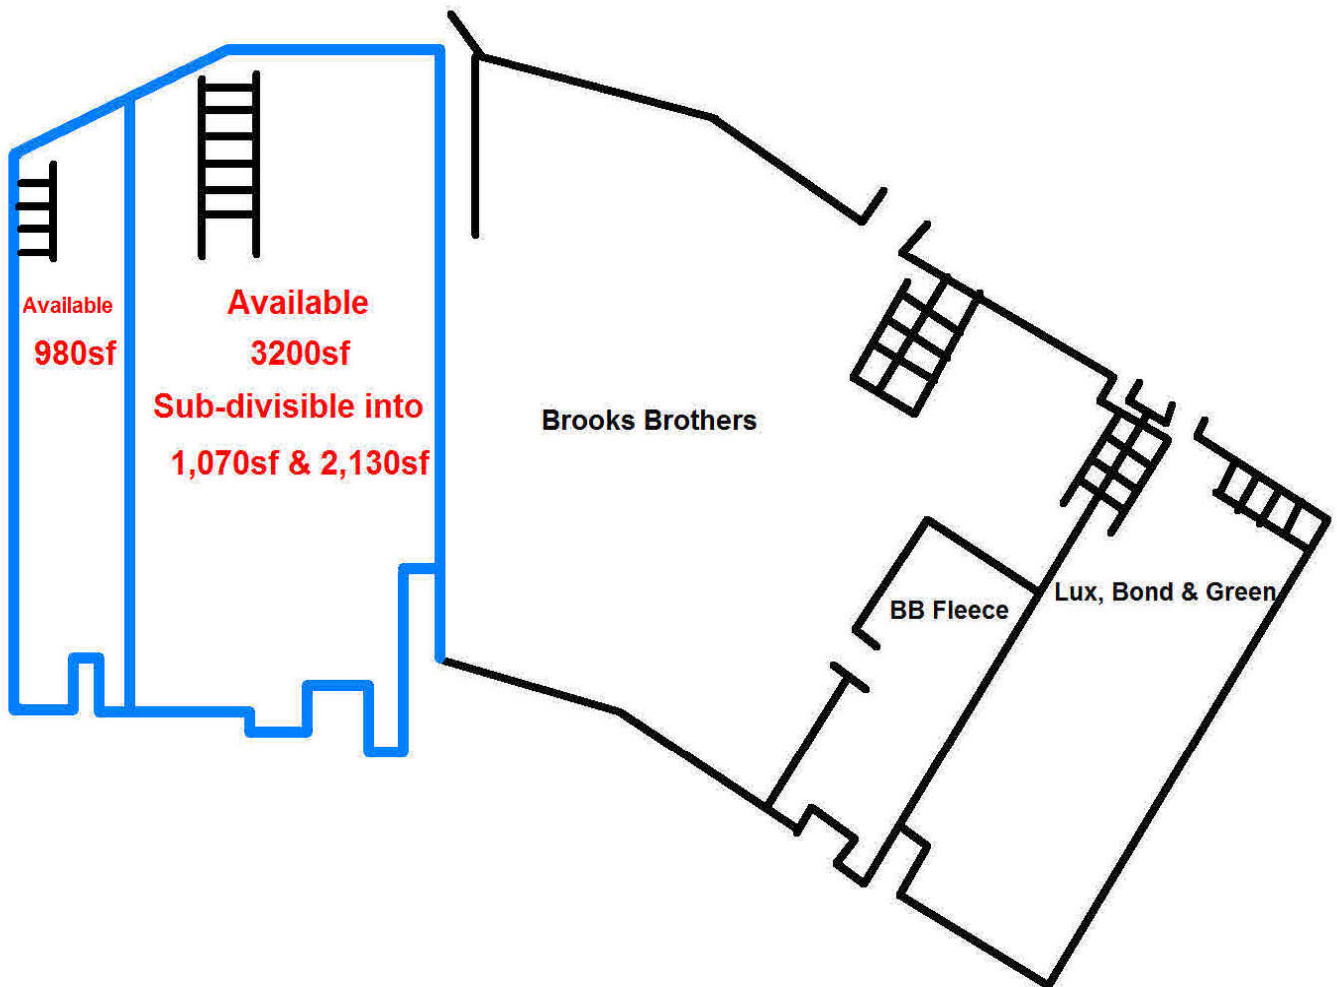 Available
980sf
Available
3200sf
Sub-divisible into
1,070sf & 2,130sf
Brooks Brothers
BB Fleece
Lux, Bond & Green